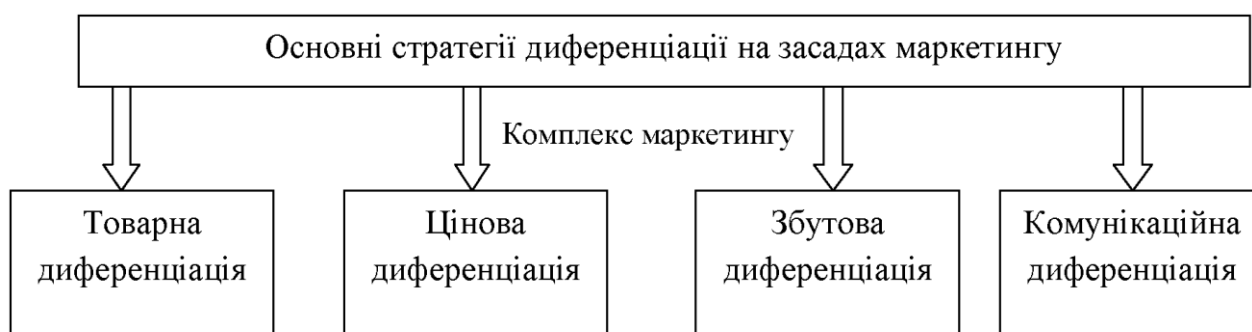 Основні стратегії диференціації на засадах маркетингу
Комплекс маркетингу
Товарна
диференціація
Цінова
диференціація
Збутова
диференціація
Комунікаційна
диференціація